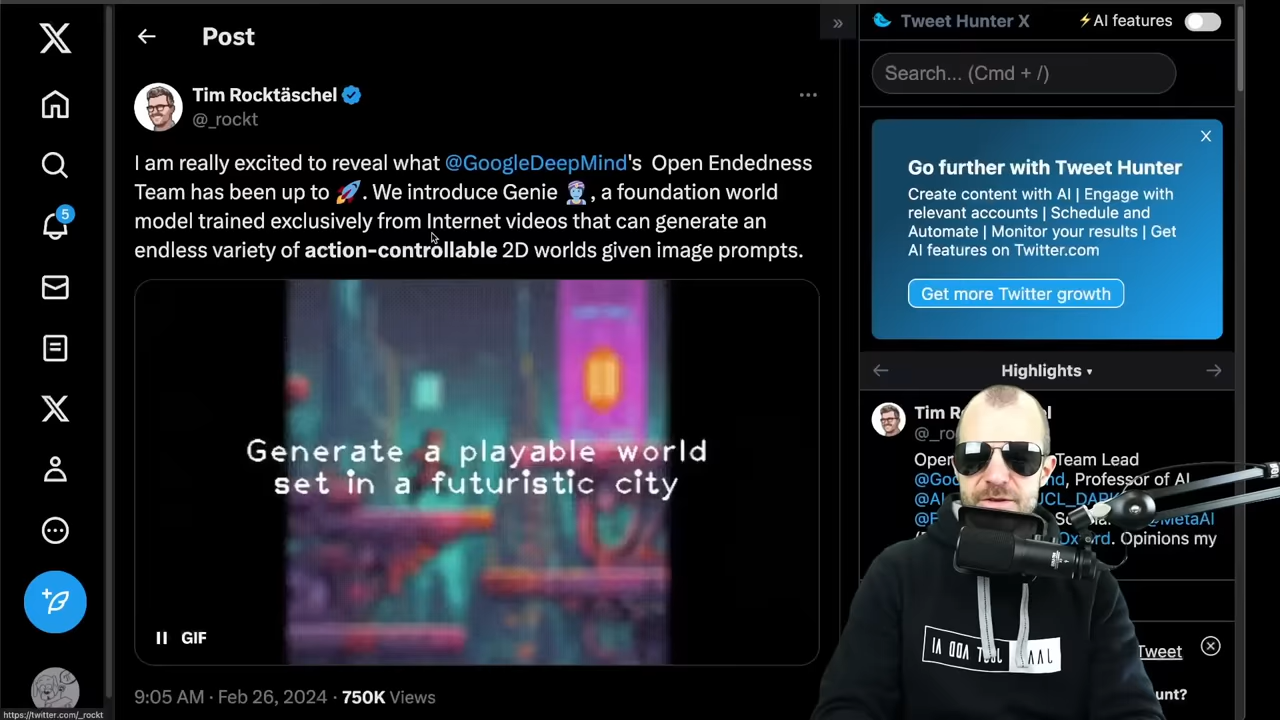 Post
Tim Rocktäschel
@_rockt
I am really excited to reveal what @GoogleDeepMind's Open Endedness
Team has been up to 🚀. We introduce Genie 🧞, a foundation world
model trained exclusively from Internet videos that can generate an
endless variety of action-controllable 2D worlds given image prompts.
Generate a playable world
set in a futuristic city
GIF
9:05 AM · Feb 26, 2024 · 750K Views
5
https://twitter.com/_rockt
Tweet Hunter X
⚡AI features
Search... (Cmd + /)
X
Go further with Tweet Hunter
Create content with AI | Engage with
relevant accounts | Schedule and
Automate | Monitor your results | Get
AI features on Twitter.com
Get more Twitter growth
Highlights
Tim
Team Lead
Professor of AI
@MetaAI
Opinions my
Tweet